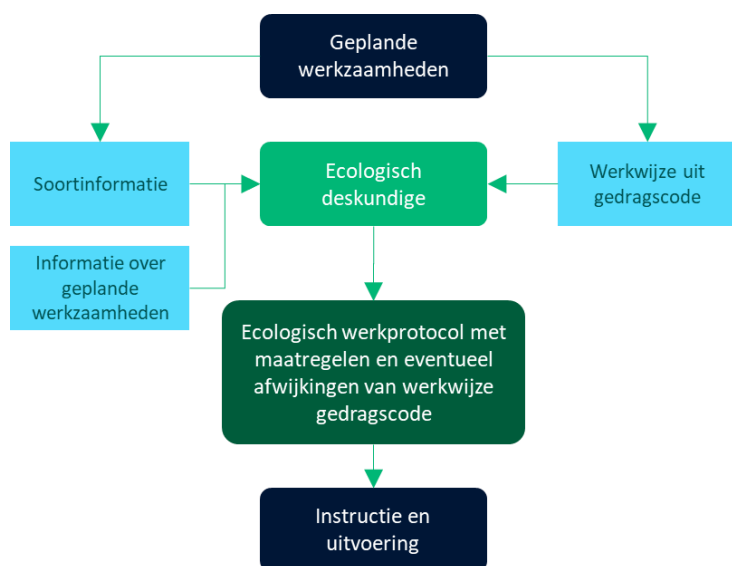 Geplande
werkzaamheden
Soortinformatie
Ecologisch
deskundige
Werkwijze uit
gedragscode
Informatie over
geplande
werkzaamheden
Ecologisch werkprotocol met
maatregelen en eventueel
afwijkingen van werkwijze
gedragscode
Instructie en
uitvoering